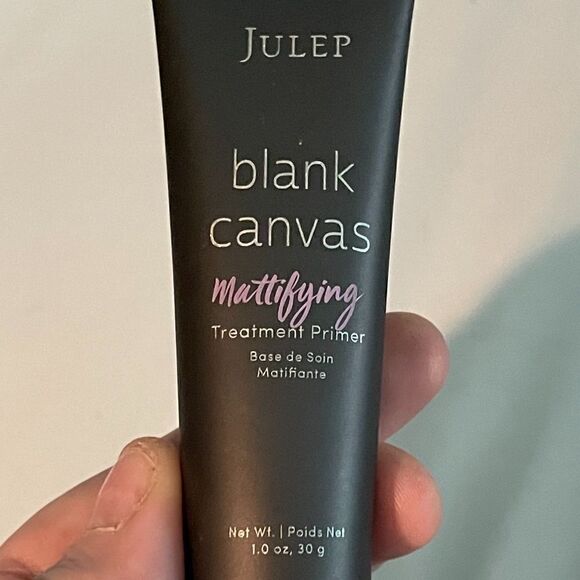 JULEP
blank
canvas
Mattifying
Treatment Primer
Base de Soin
Matifiante
Net Wt. | Poids Net
1.0 oz, 30 g